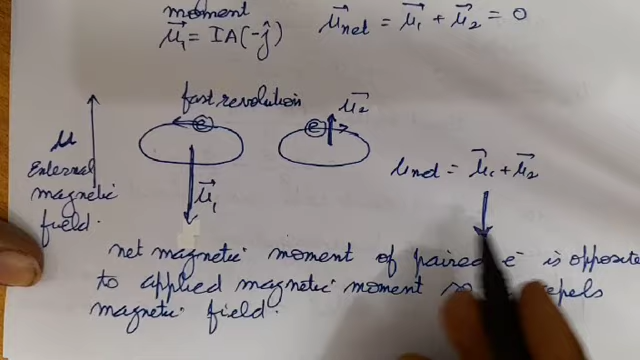 moment
μ⃗₁ = IA(-ĵ)
μ⃗net = μ⃗₁ + μ⃗₂ = 0
fast revolution
μ⃗₂
e
e
μ
External
magnetic
field.
μ⃗₁
μnet = μ⃗₁ + μ⃗₂
net magnetic moment of paired e⁻ is opposite
to applied magnetic moment so repels
magnetic field.